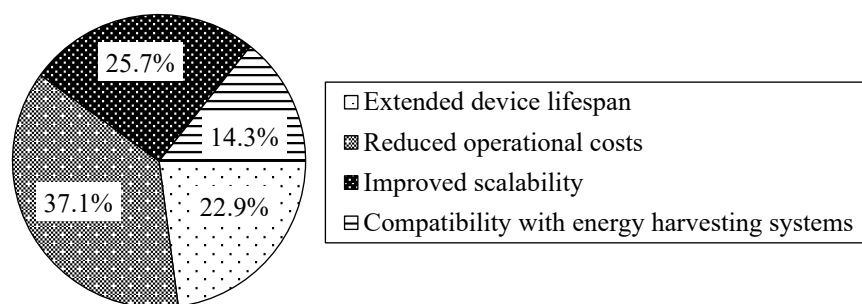 25.7%
14.3%
37.1%
22.9%
Extended device lifespan
Reduced operational costs
Improved scalability
Compatibility with energy harvesting systems